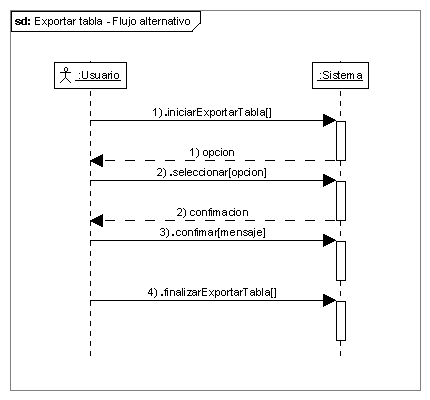 sd: Exportar tabla - Flujo alternativo
:Usuario
:Sistema
1) .iniciarExportarTabla[]
1) opcion
2) .seleccionar[opcion]
2) confimacion
3) .confimar[mensaje]
4) .finalizarExportarTabla[]